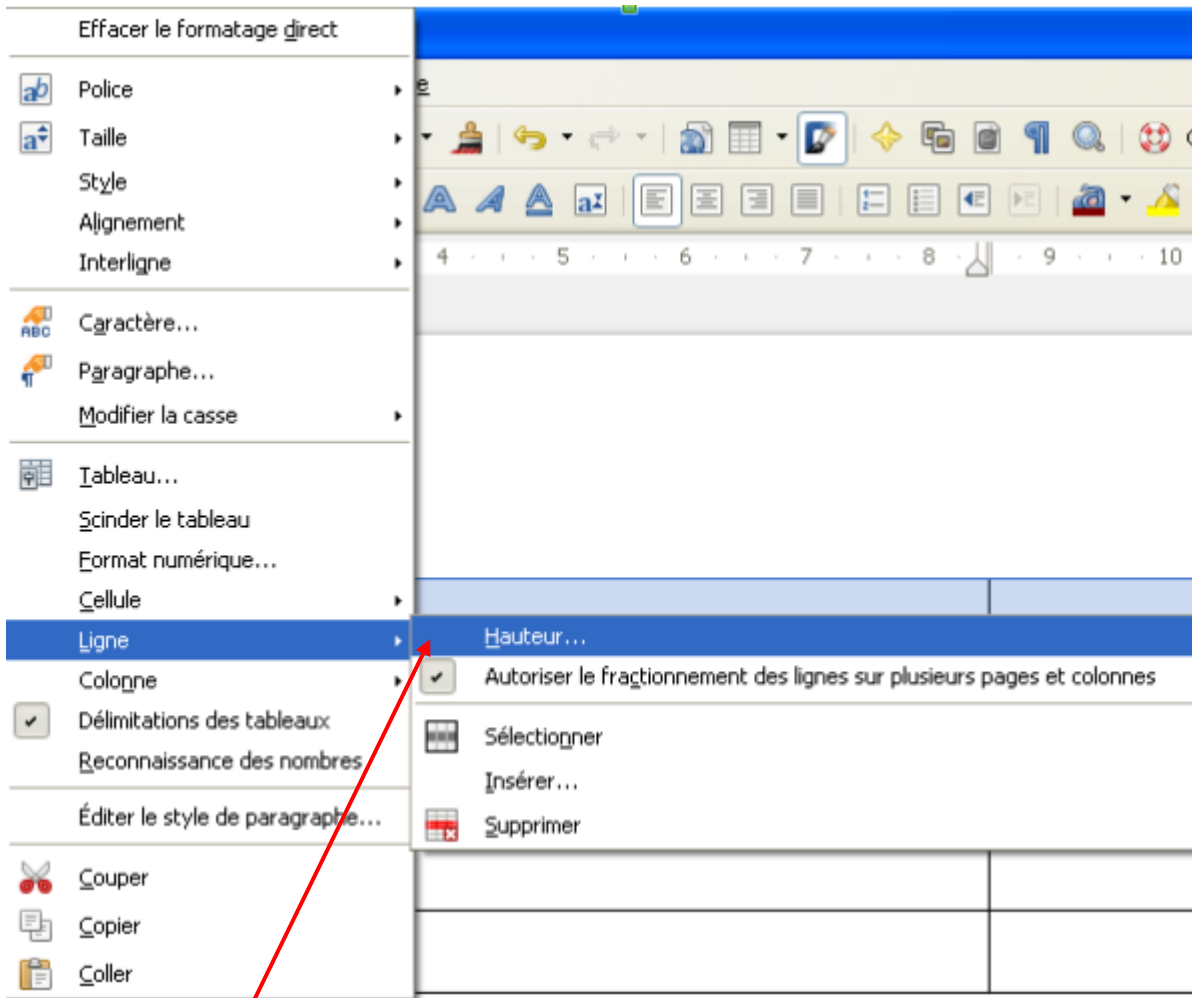 Effacer le formatage direct
Police
Taille
Style
Alignement
Interligne
Caractère...
Paragraphe...
Modifier la casse
Tableau...
Scinder le tableau
Format numérique...
Cellule
Ligne
Colonne
Délimitations des tableaux
Reconnaissance des nombres
Éditer le style de paragraphe...
Couper
Copier
Coller
e
4 5 6 7 8 9 10
Hauteur...
Autoriser le fractionnement des lignes sur plusieurs pages et colonnes
Sélectionner
Insérer...
Supprimer